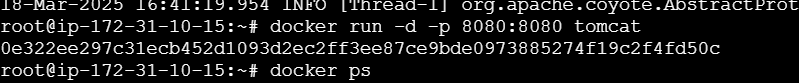 18-Mar-2025 16:41:19.954 INFO [Thread-1] org.apache.coyote.AbstractProt
root@ip-172-31-10-15:~# docker run -d -p 8080:8080 tomcat
0e322ee297c31ecb452d1093d2ec2ff3ee87ce9bde0973885274f19c2f4fd50c
root@ip-172-31-10-15:~# docker ps